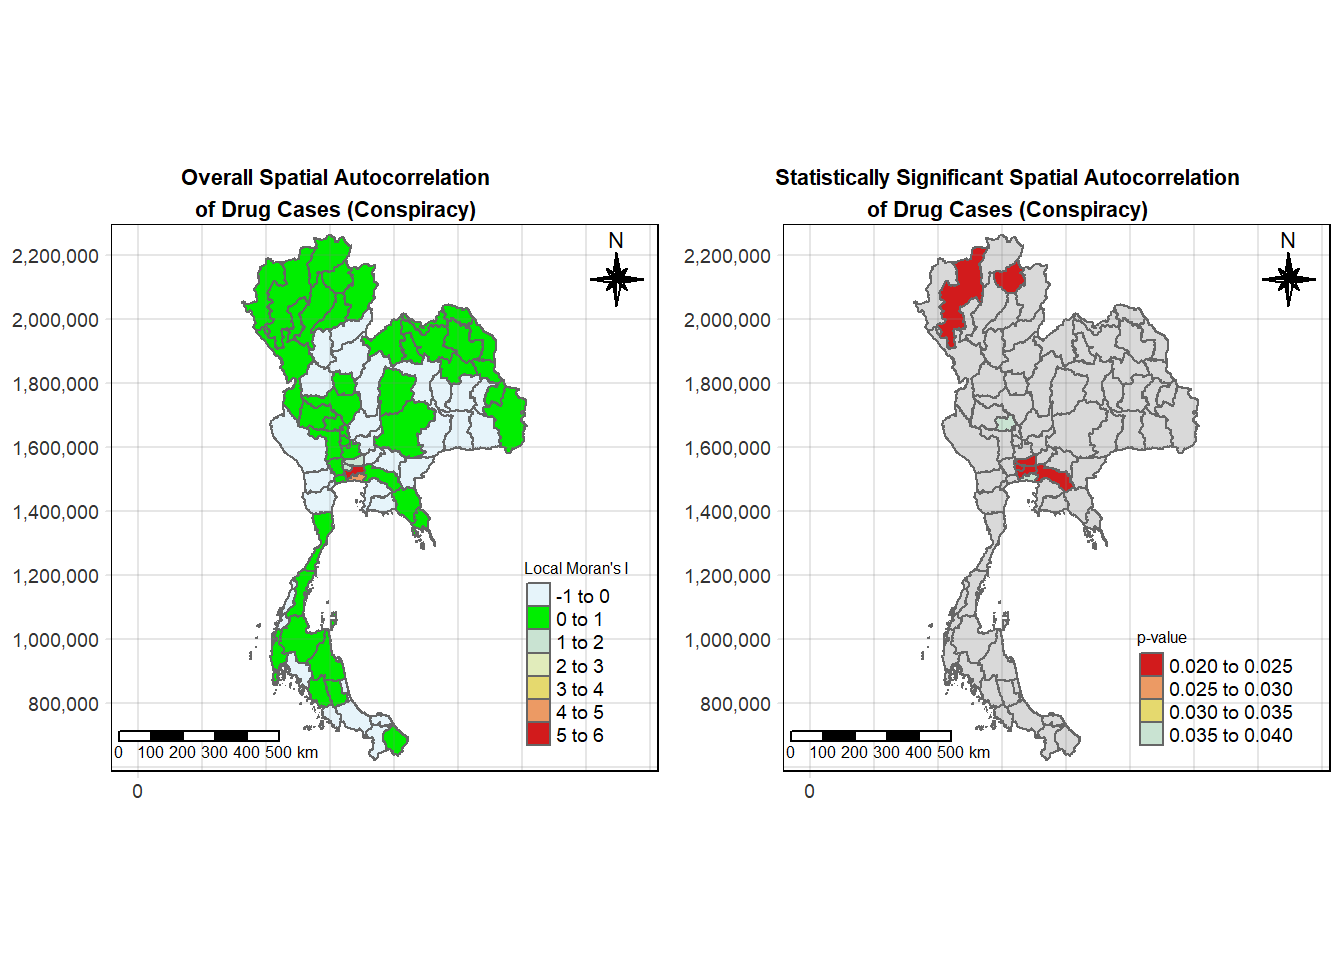 Overall Spatial Autocorrelation
of Drug Cases (Conspiracy)
N
2,200,000
2,000,000
1,800,000
1,600,000
1,400,000
1,200,000
1,000,000
800,000
Local Moran's I
-1 to 0
0 to 1
1 to 2
2 to 3
3 to 4
4 to 5
5 to 6
0 100 200 300 400 500 km
0
Statistically Significant Spatial Autocorrelation
of Drug Cases (Conspiracy)
N
2,200,000
2,000,000
1,800,000
1,600,000
1,400,000
1,200,000
1,000,000
800,000
p-value
0.020 to 0.025
0.025 to 0.030
0.030 to 0.035
0.035 to 0.040
0 100 200 300 400 500 km
0